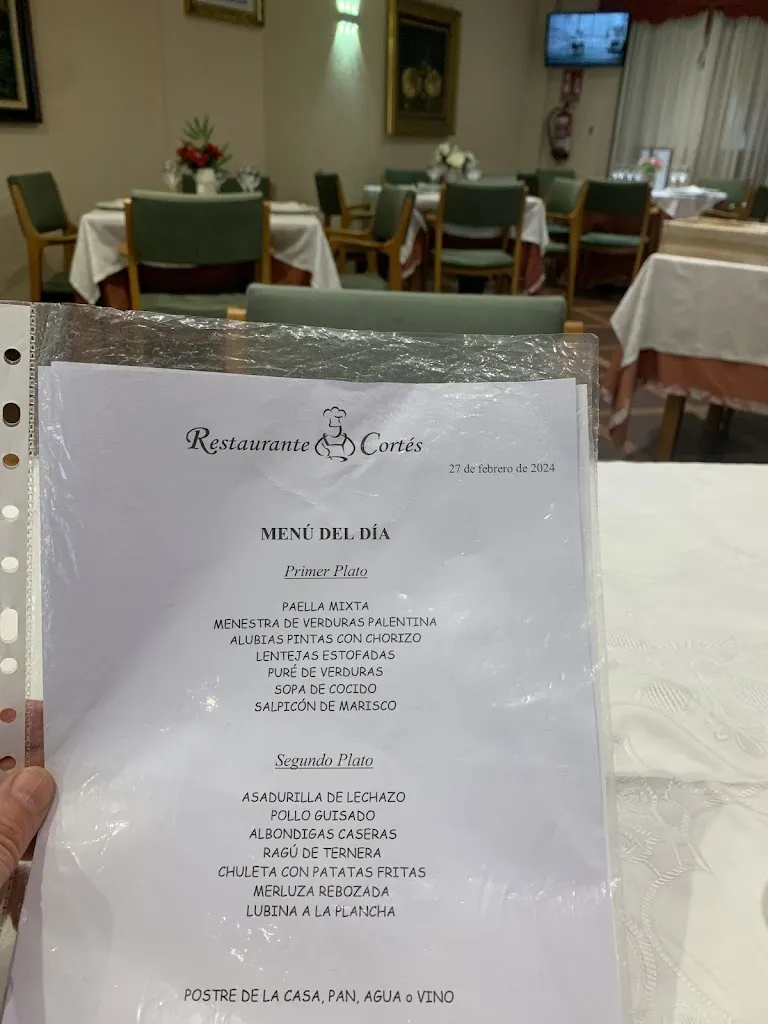 Restaurante Cortés
27 de febrero de 2024
MENÚ DEL DÍA
Primer Plato
PAELLA MIXTA
MENESTRA DE VERDURAS PALENTINA
ALUBIAS PINTAS CON CHORIZO
LENTEJAS ESTOFADAS
PURÉ DE VERDURAS
SOPA DE COCIDO
SALPICÓN DE MARISCO
Segundo Plato
ASADURILLA DE LECHAZO
POLLO GUISADO
ALBONDIGAS CASERAS
RAGÚ DE TERNERA
CHULETA CON PATATAS FRITAS
MERLUZA REBOZADA
LUBINA A LA PLANCHA
POSTRE DE LA CASA, PAN, AGUA o VINO